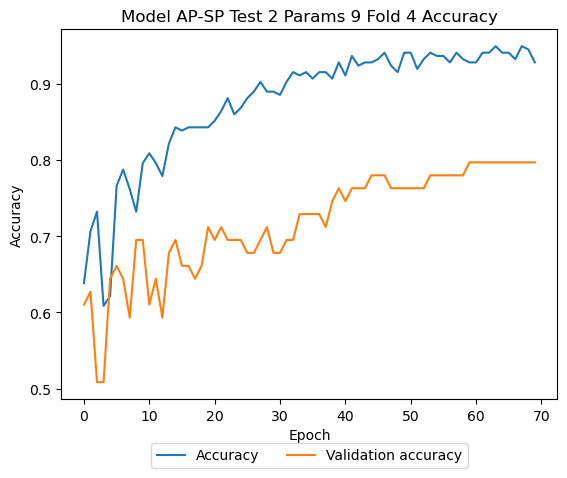 Model AP-SP Test 2 Params 9 Fold 4 Accuracy
0.9
0.8
0.7
0.6
0.5
Accuracy
0 10 20 30 40 50 60 70
Epoch
Accuracy Validation accuracy